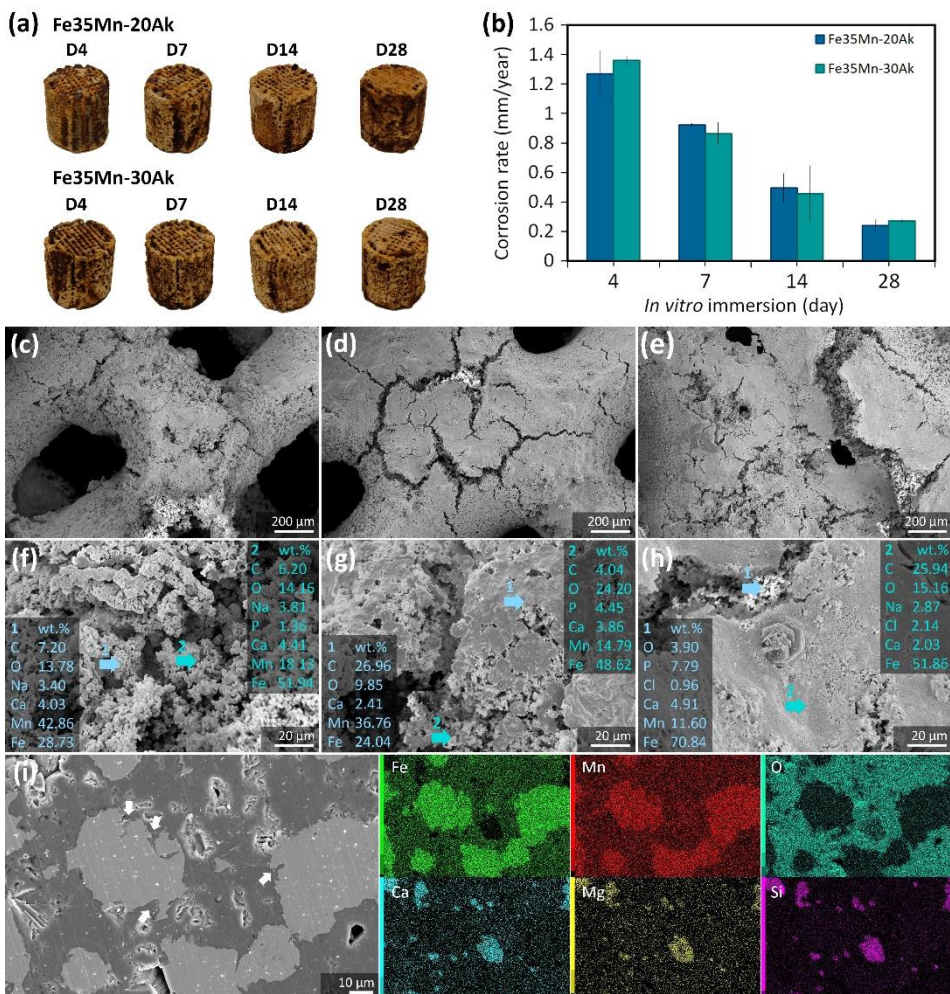 (a)
Fe35Mn-20Ak
D4 D7 D14 D28
Fe35Mn-30Ak
D4 D7 D14 D28
(b)
1.6
1.4
1.2
1
0.8
0.6
0.4
0.2
0
Corrosion rate (mm/year)
Fe35Mn-20Ak
Fe35Mn-30Ak
4 7 14 28
In vitro immersion (day)
(c)
200 µm
(d)
200 µm
(e)
200 µm
(f)
1 wt.%
C 7.20
O 13.78
Na 3.40
Ca 4.03
Mn 42.86
Fe 28.73
1
2
2 wt.%
C 6.20
O 14.16
Na 3.81
P 1.36
Ca 4.41
Mn 18.13
Fe 51.94
20 µm
(g)
1 wt.%
C 26.96
O 9.85
Ca 2.41
Mn 36.76
Fe 24.04
1
2
2 wt.%
C 4.04
O 24.20
P 4.45
Ca 3.86
Mn 14.79
Fe 48.62
20 µm
(h)
1 wt.%
O 3.90
P 7.79
Cl 0.96
Ca 4.91
Mn 11.60
Fe 70.84
1
2
2 wt.%
C 25.94
O 15.16
Na 2.87
Cl 2.14
Ca 2.03
Fe 51.86
20 µm
(i)
10 µm
Fe
Mn
O
Ca
Mg
Si